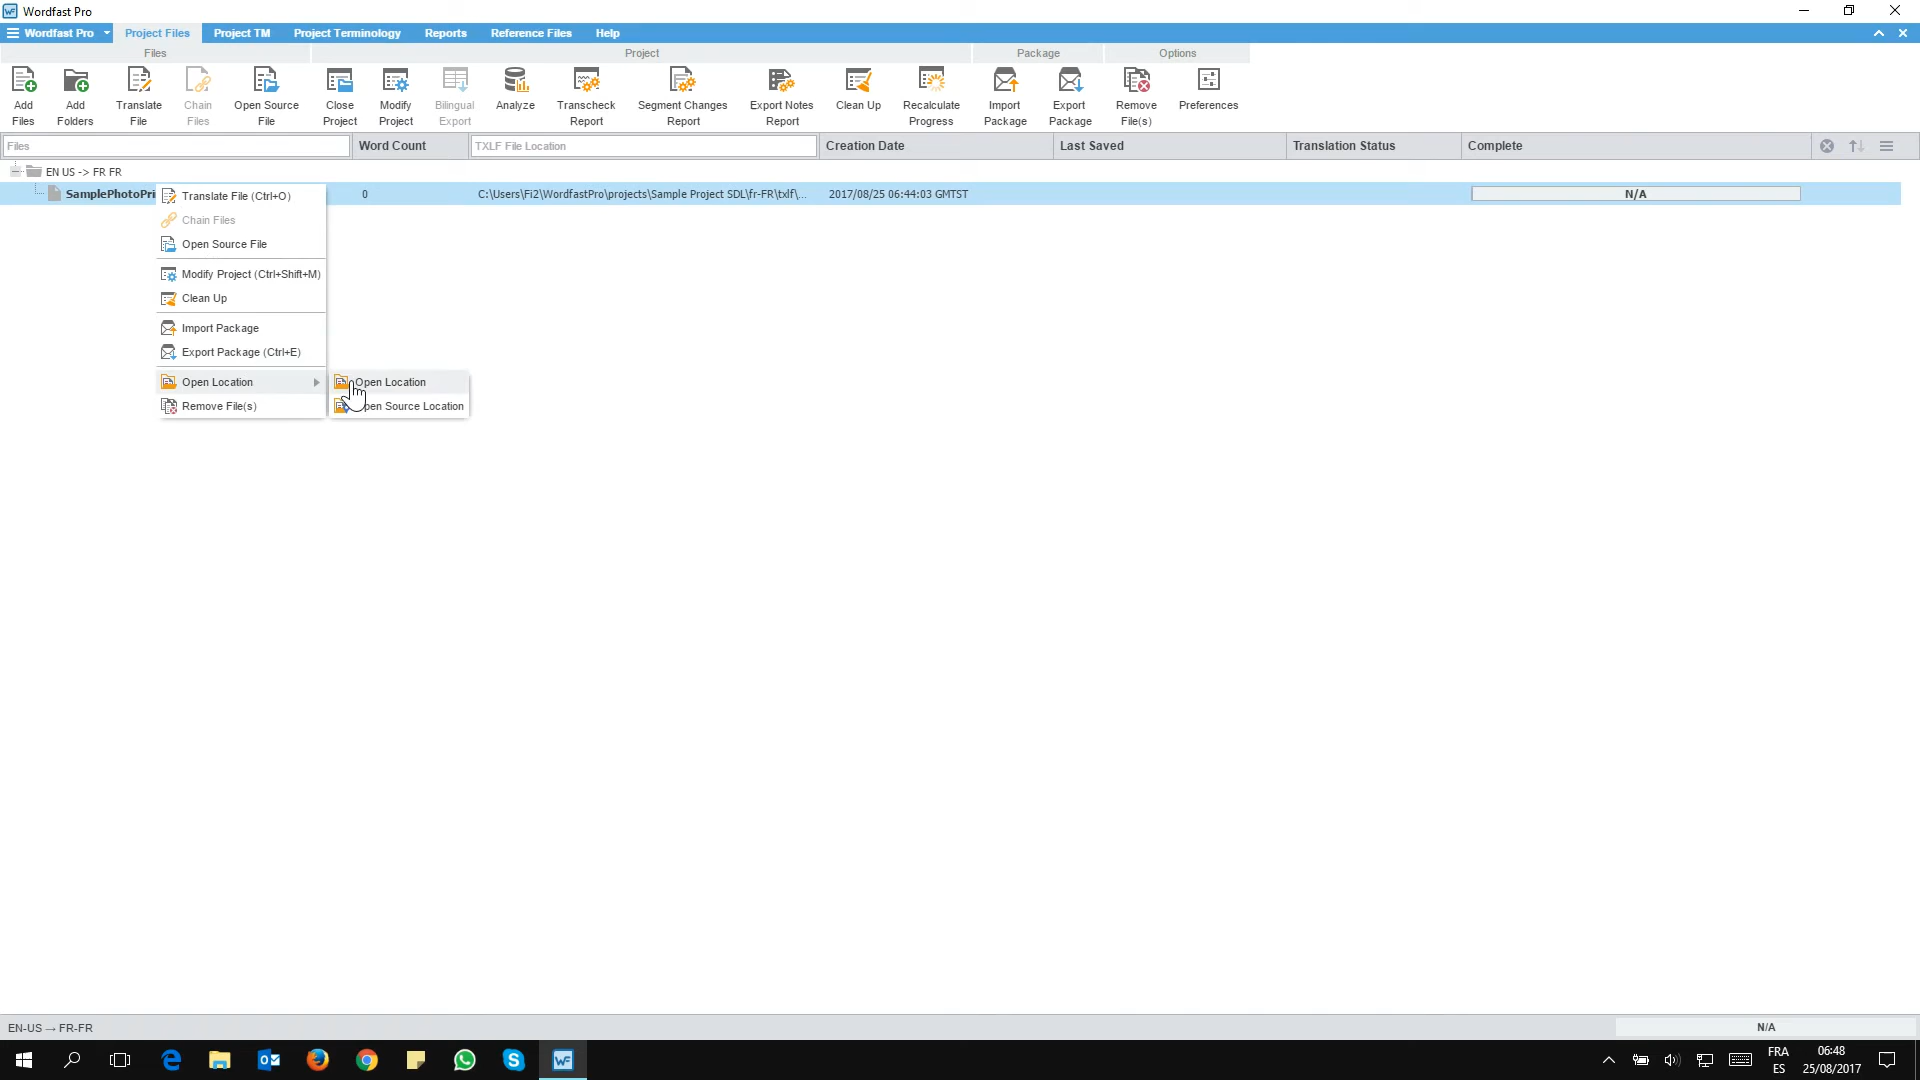 Wordfast Pro
Wordfast Pro Project Files Project TM Project Terminology Reports Reference Files Help
Files Project Package Options
Add Files
Add Folders
Translate File
Chain Files
Open Source File
Close Project
Modify Project
Bilingual Export
Analyze
Transcheck Report
Segment Changes Report
Export Notes Report
Clean Up
Recalculate Progress
Import Package
Export Package
Remove File(s)
Preferences
Files Word Count TXLF File Location Creation Date Last Saved Translation Status Complete
EN US -> FR FR
SamplePhotoPri 0 C:\Users\Fi2\WordfastPro\projects\Sample Project SDL\fr-FR\txlf\... 2017/08/25 06:44:03 GMTST N/A
Translate File (Ctrl+O)
Chain Files
Open Source File
Modify Project (Ctrl+Shift+M)
Clean Up
Import Package
Export Package (Ctrl+E)
Open Location
Remove File(s)
Open Location
pen Source Location
EN-US → FR-FR N/A
FRA 06:48
ES 25/08/2017